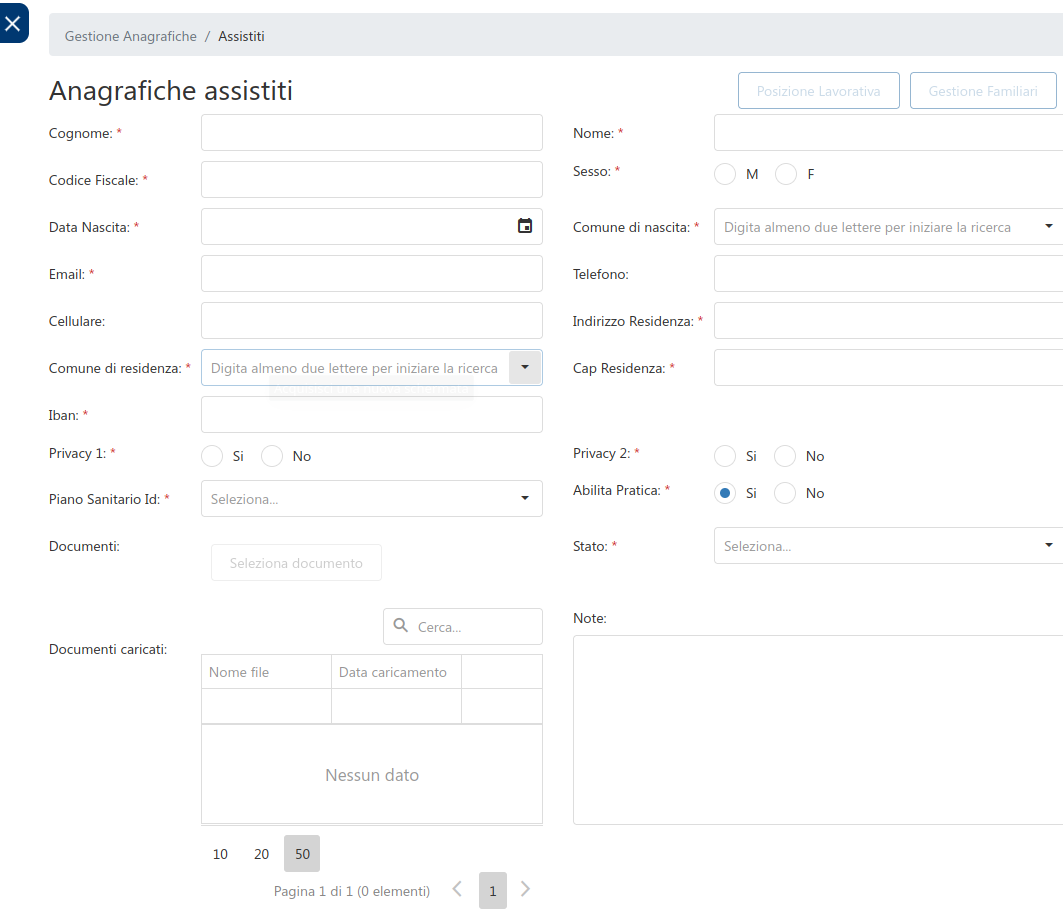 Gestione Anagrafiche / Assistiti
Anagrafiche assistiti
Posizione Lavorativa
Gestione Familiari
Cognome: *
Nome: *
Codice Fiscale: *
Sesso: *
M
F
Data Nascita: *
Comune di nascita: *
Digita almeno due lettere per iniziare la ricerca
Email: *
Telefono:
Cellulare:
Indirizzo Residenza: *
Comune di residenza: *
Digita almeno due lettere per iniziare la ricerca
Cap Residenza: *
Iban: *
Privacy 1: *
Si
No
Privacy 2: *
Si
No
Piano Sanitario Id: *
Seleziona...
Abilita Pratica: *
Si
No
Documenti:
Seleziona documento
Stato: *
Seleziona...
Cerca...
Note:
Documenti caricati:
Nome file
Data caricamento
Nessun dato
10
20
50
Pagina 1 di 1 (0 elementi)
1